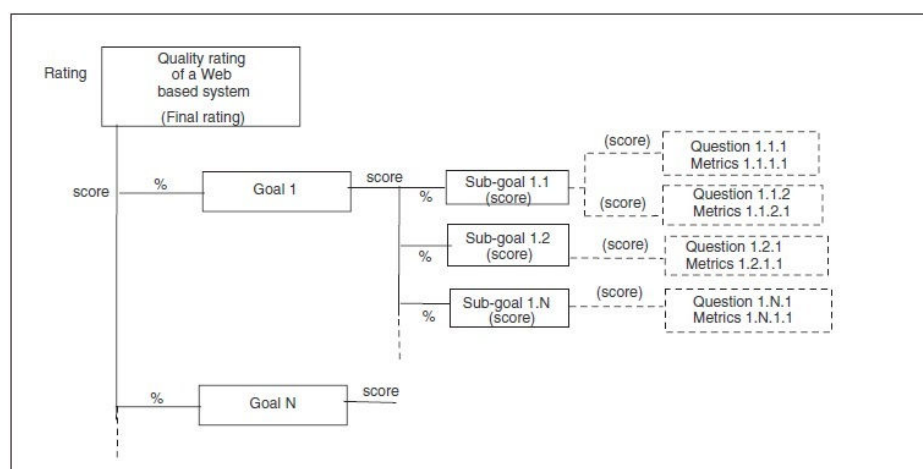 Rating
Quality rating
of a Web
based system
(Final rating)
score
%
Goal 1
score
%
Sub-goal 1.1
(score)
(score)
Question 1.1.1
Metrics 1.1.1.1
(score)
Question 1.1.2
Metrics 1.1.2.1
%
Sub-goal 1.2
(score)
(score)
Question 1.2.1
Metrics 1.2.1.1
%
Sub-goal 1.N
(score)
(score)
Question 1.N.1
Metrics 1.N.1.1
%
Goal N
score